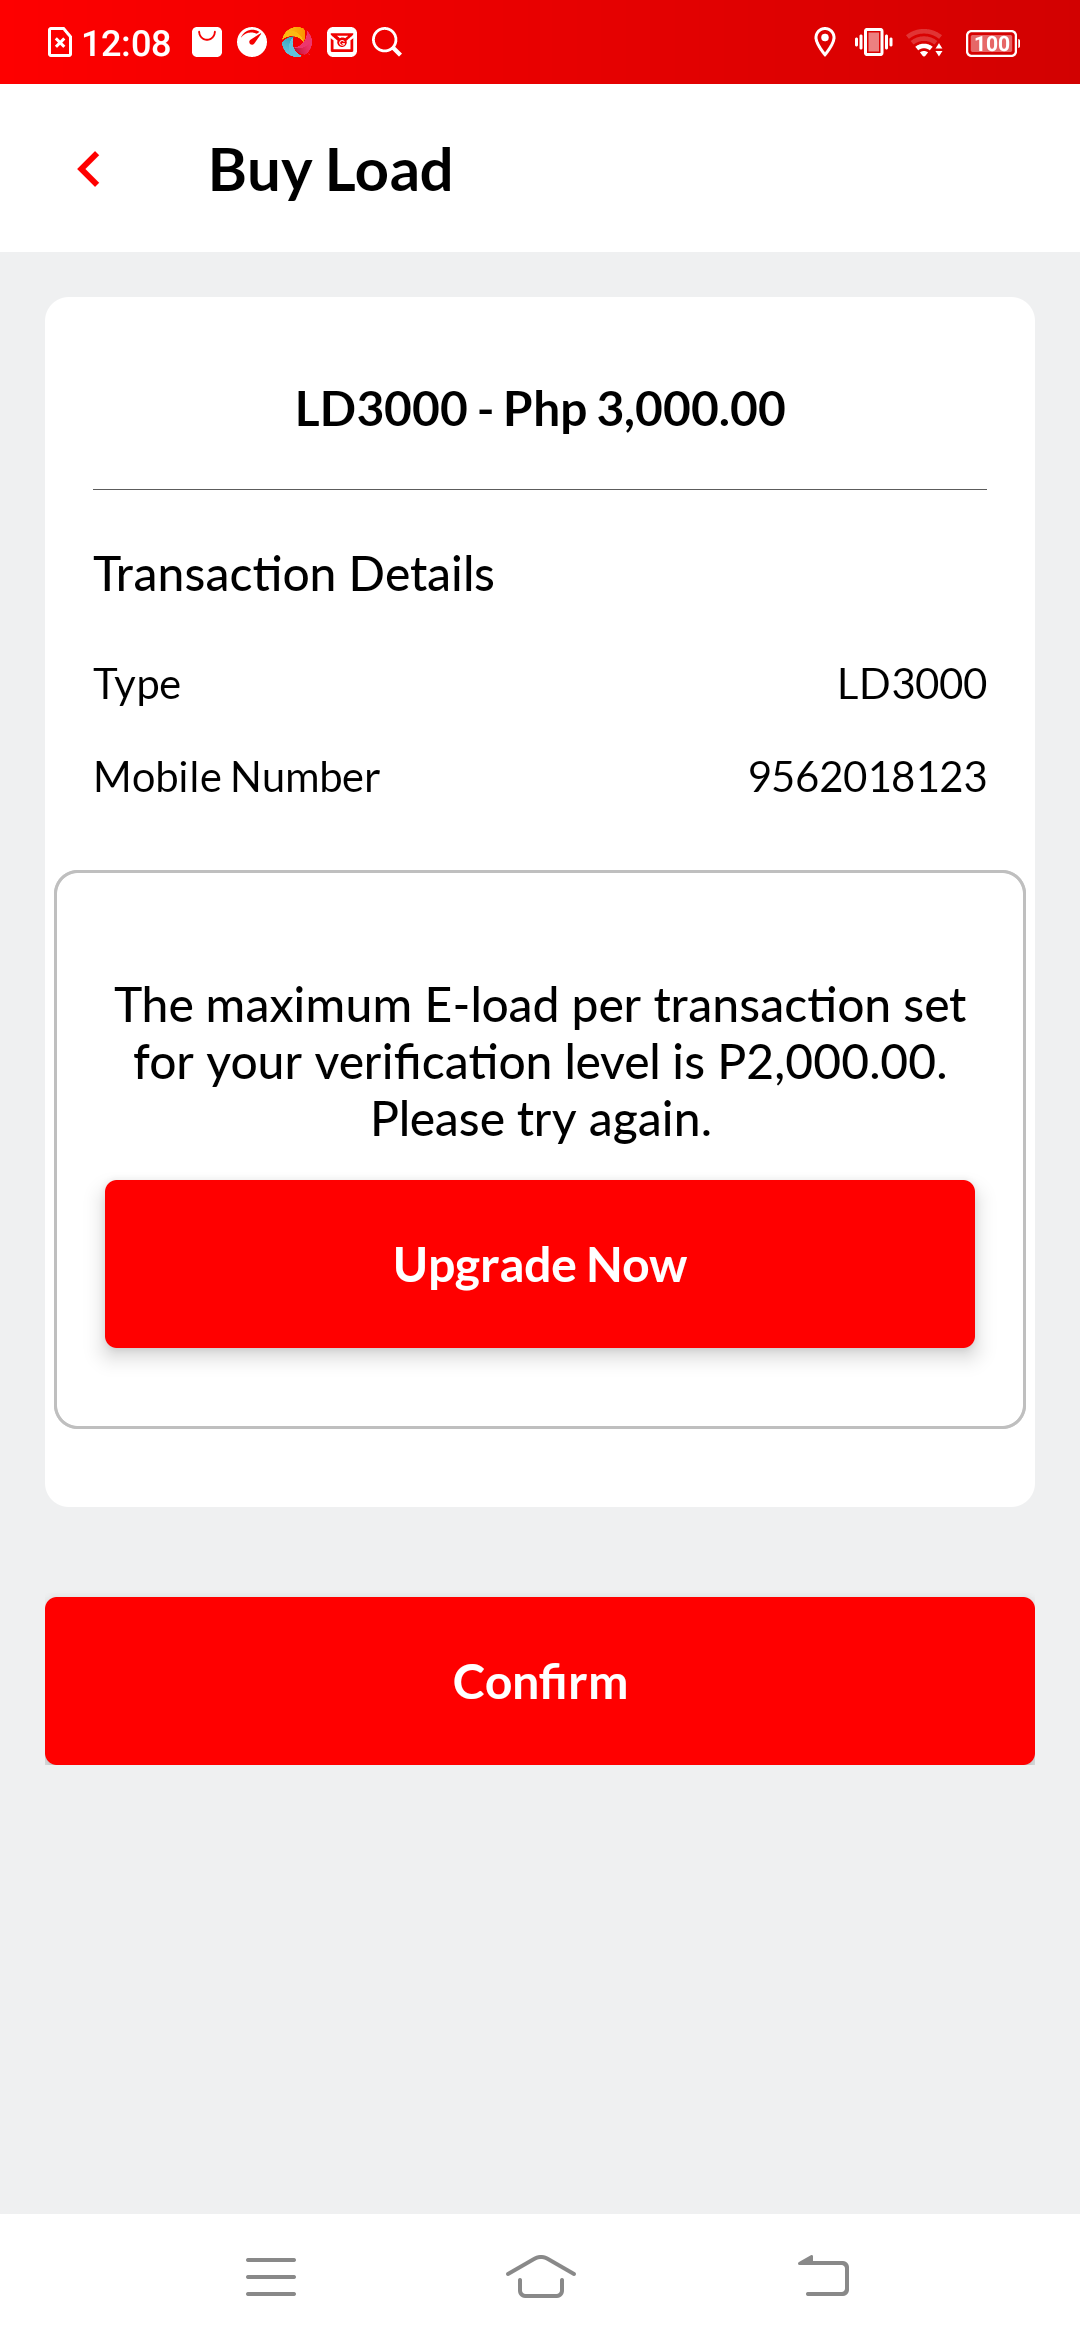 12:08
100
Buy Load
LD3000 - Php 3,000.00
Transaction Details
Type LD3000
Mobile Number 9562018123
The maximum E-load per transaction set
for your verification level is P2,000.00.
Please try again.
Upgrade Now
Confirm